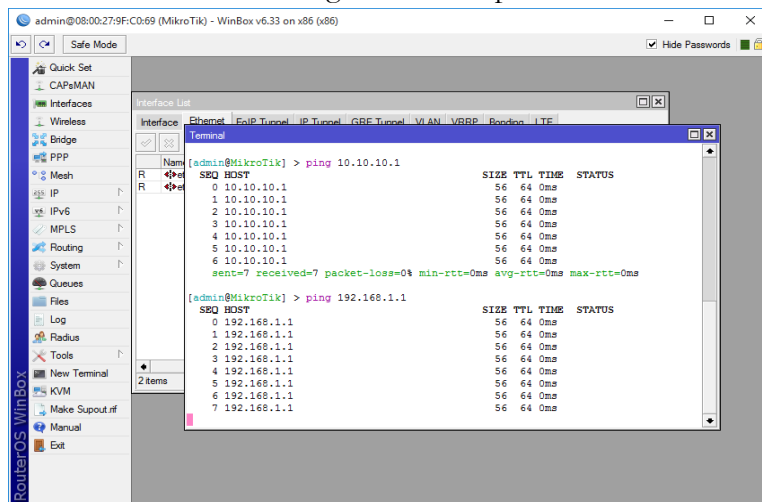 admin@08:00:27:9F:C0:69 (MikroTik) - WinBox v6.33 on x86 (x86)
Safe Mode
Hide Passwords
Quick Set
CAPsMAN
Interfaces
Wireless
Bridge
PPP
Mesh
IP
IPv6
MPLS
Routing
System
Queues
Files
Log
Radius
Tools
New Terminal
KVM
Make Supout.rif
Manual
Exit
RouterOS WinBox
Interface List
Interface Ethernet EoIP Tunnel IP Tunnel GRE Tunnel VLAN VRRP Bonding LTE
R
R
2 items
Terminal
[admin@MikroTik] > ping 10.10.10.1
SEQ HOST SIZE TTL TIME STATUS
0 10.10.10.1 56 64 0ms
1 10.10.10.1 56 64 0ms
2 10.10.10.1 56 64 0ms
3 10.10.10.1 56 64 0ms
4 10.10.10.1 56 64 0ms
5 10.10.10.1 56 64 0ms
6 10.10.10.1 56 64 0ms
sent=7 received=7 packet-loss=0% min-rtt=0ms avg-rtt=0ms max-rtt=0ms
[admin@MikroTik] > ping 192.168.1.1
SEQ HOST SIZE TTL TIME STATUS
0 192.168.1.1 56 64 0ms
1 192.168.1.1 56 64 0ms
2 192.168.1.1 56 64 0ms
3 192.168.1.1 56 64 0ms
4 192.168.1.1 56 64 0ms
5 192.168.1.1 56 64 0ms
6 192.168.1.1 56 64 0ms
7 192.168.1.1 56 64 0ms